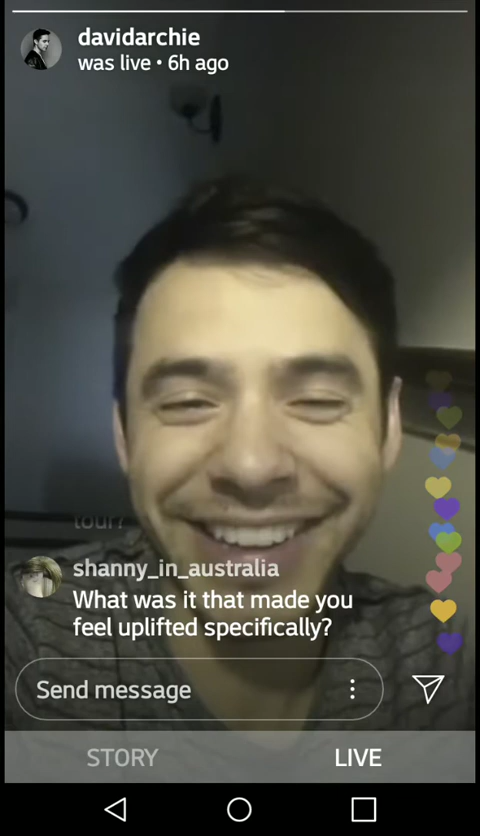 davidarchie
was live • 6h ago
tour?
shanny_in_australia
What was it that made you
feel uplifted specifically?
Send message
STORY
LIVE